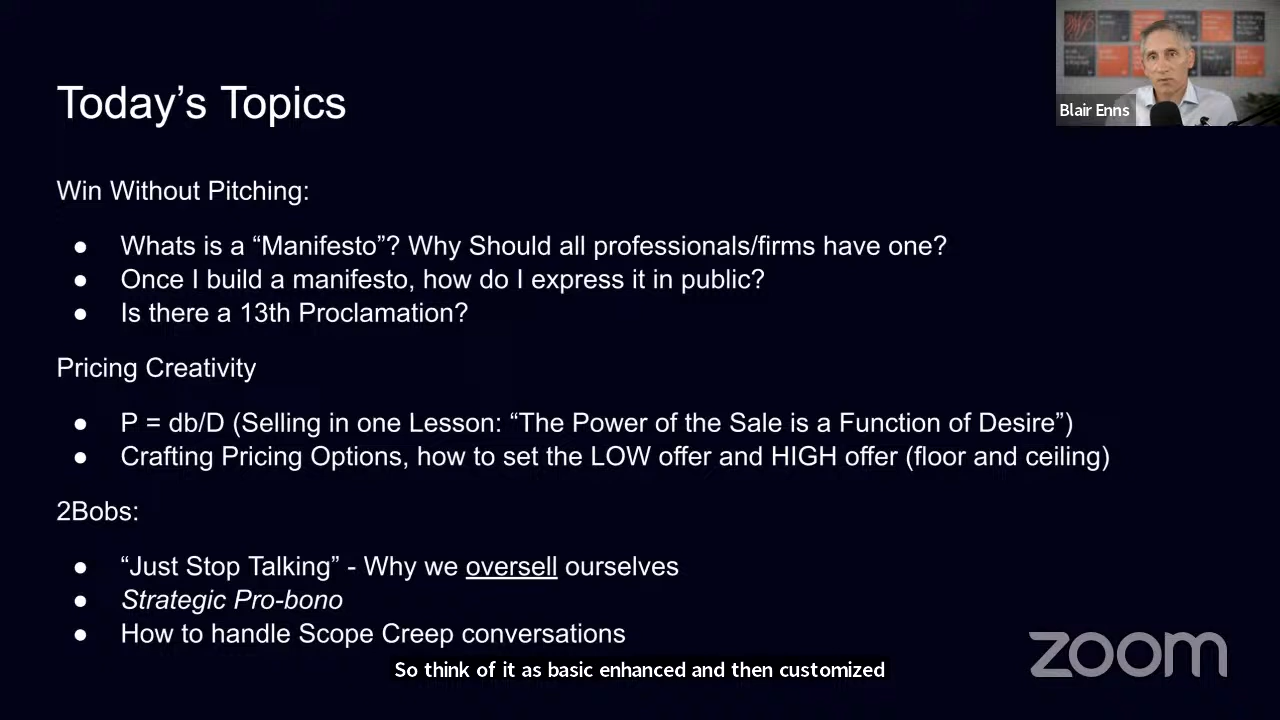 Today’s Topics
Blair Enns
Win Without Pitching:
● Whats is a “Manifesto”? Why Should all professionals/firms have one?
● Once I build a manifesto, how do I express it in public?
● Is there a 13th Proclamation?
Pricing Creativity
● P = db/D (Selling in one Lesson: “The Power of the Sale is a Function of Desire”)
● Crafting Pricing Options, how to set the LOW offer and HIGH offer (floor and ceiling)
2Bobs:
● “Just Stop Talking” - Why we oversell ourselves
● Strategic Pro-bono
● How to handle Scope Creep conversations
So think of it as basic enhanced and then customized
zoom